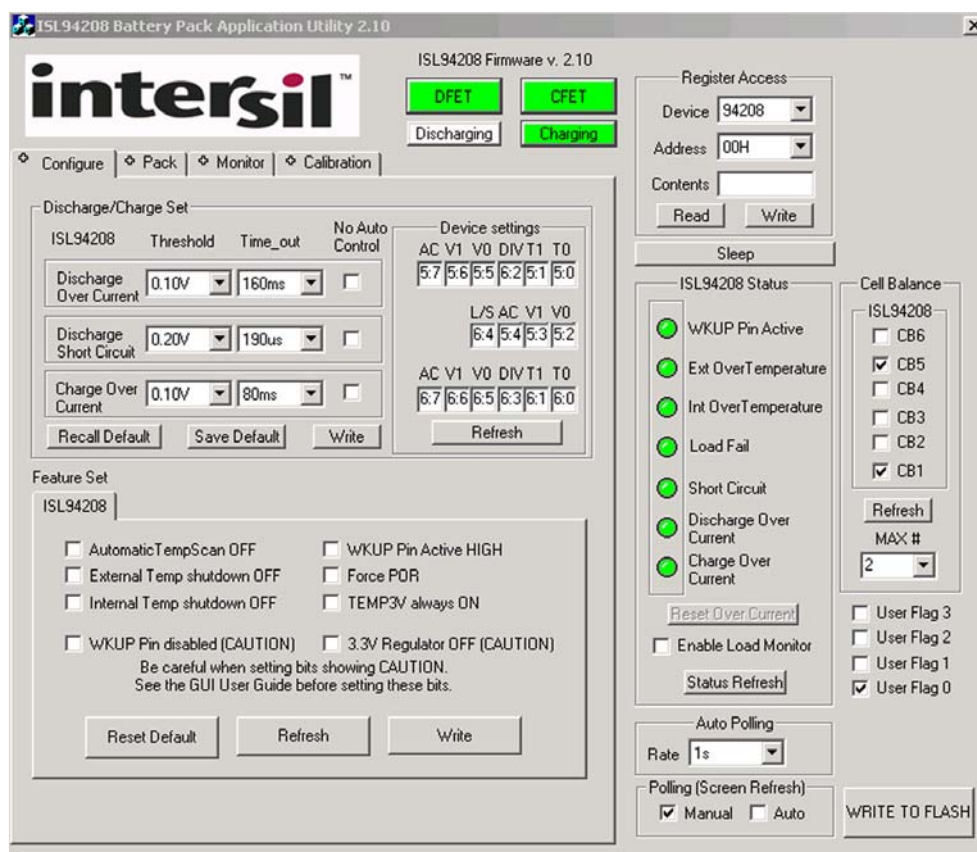 ISL94208 Battery Pack Application Utility 2.10
intersil™
ISL94208 Firmware v. 2.10
DFET CFET
Discharging Charging
Configure Pack Monitor Calibration
Discharge/Charge Set
ISL94208 Threshold Time_out No Auto Control
Discharge Over Current 0.10V 160ms
Discharge Short Circuit 0.20V 190us
Charge Over Current 0.10V 80ms
Recall Default Save Default Write
Device settings
AC V1 V0 DIV T1 T0
5:7 5:6 5:5 6:2 5:1 5:0
L/S AC V1 V0
6:4 5:4 5:3 5:2
AC V1 V0 DIV T1 T0
6:7 6:6 6:5 6:3 6:1 6:0
Refresh
Feature Set
ISL94208
AutomaticTempScan OFF
External Temp shutdown OFF
Internal Temp shutdown OFF
WKUP Pin disabled (CAUTION)
WKUP Pin Active HIGH
Force POR
TEMP3V always ON
3.3V Regulator OFF (CAUTION)
Be careful when setting bits showing CAUTION.
See the GUI User Guide before setting these bits.
Reset Default Refresh Write
Register Access
Device 94208
Address 00H
Contents
Read Write
Sleep
ISL94208 Status
WKUP Pin Active
Ext OverTemperature
Int OverTemperature
Load Fail
Short Circuit
Discharge Over Current
Charge Over Current
Reset Over Current
Enable Load Monitor
Status Refresh
Cell Balance
ISL94208
CB6
CB5
CB4
CB3
CB2
CB1
Refresh
MAX #
2
User Flag 3
User Flag 2
User Flag 1
User Flag 0
Auto Polling
Rate 1s
Polling (Screen Refresh)
Manual Auto
WRITE TO FLASH